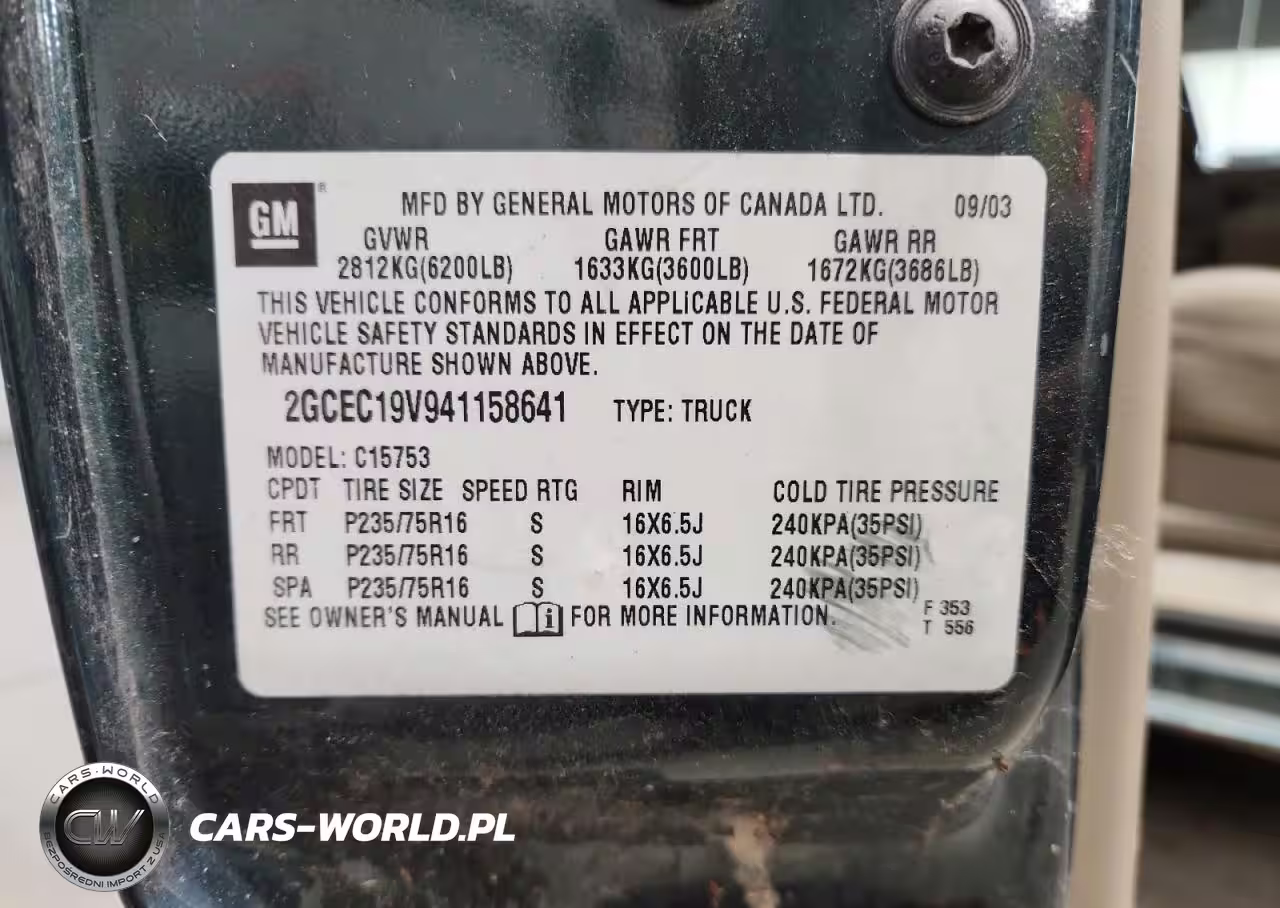 GM ®
MFD BY GENERAL MOTORS OF CANADA LTD. 09/03
GVWR GAWR FRT GAWR RR
2812KG(6200LB) 1633KG(3600LB) 1672KG(3686LB)
THIS VEHICLE CONFORMS TO ALL APPLICABLE U.S. FEDERAL MOTOR
VEHICLE SAFETY STANDARDS IN EFFECT ON THE DATE OF
MANUFACTURE SHOWN ABOVE.
2GCEC19V941158641 TYPE: TRUCK
MODEL: C15753
CPDT TIRE SIZE SPEED RTG RIM COLD TIRE PRESSURE
FRT P235/75R16 S 16X6.5J 240KPA(35PSI)
RR P235/75R16 S 16X6.5J 240KPA(35PSI)
SPA P235/75R16 S 16X6.5J 240KPA(35PSI)
SEE OWNER'S MANUAL i FOR MORE INFORMATION.
F 353
T 556
CARS-WORLD
CW
BEZPOŚREDNI IMPORT Z USA
CARS-WORLD.PL